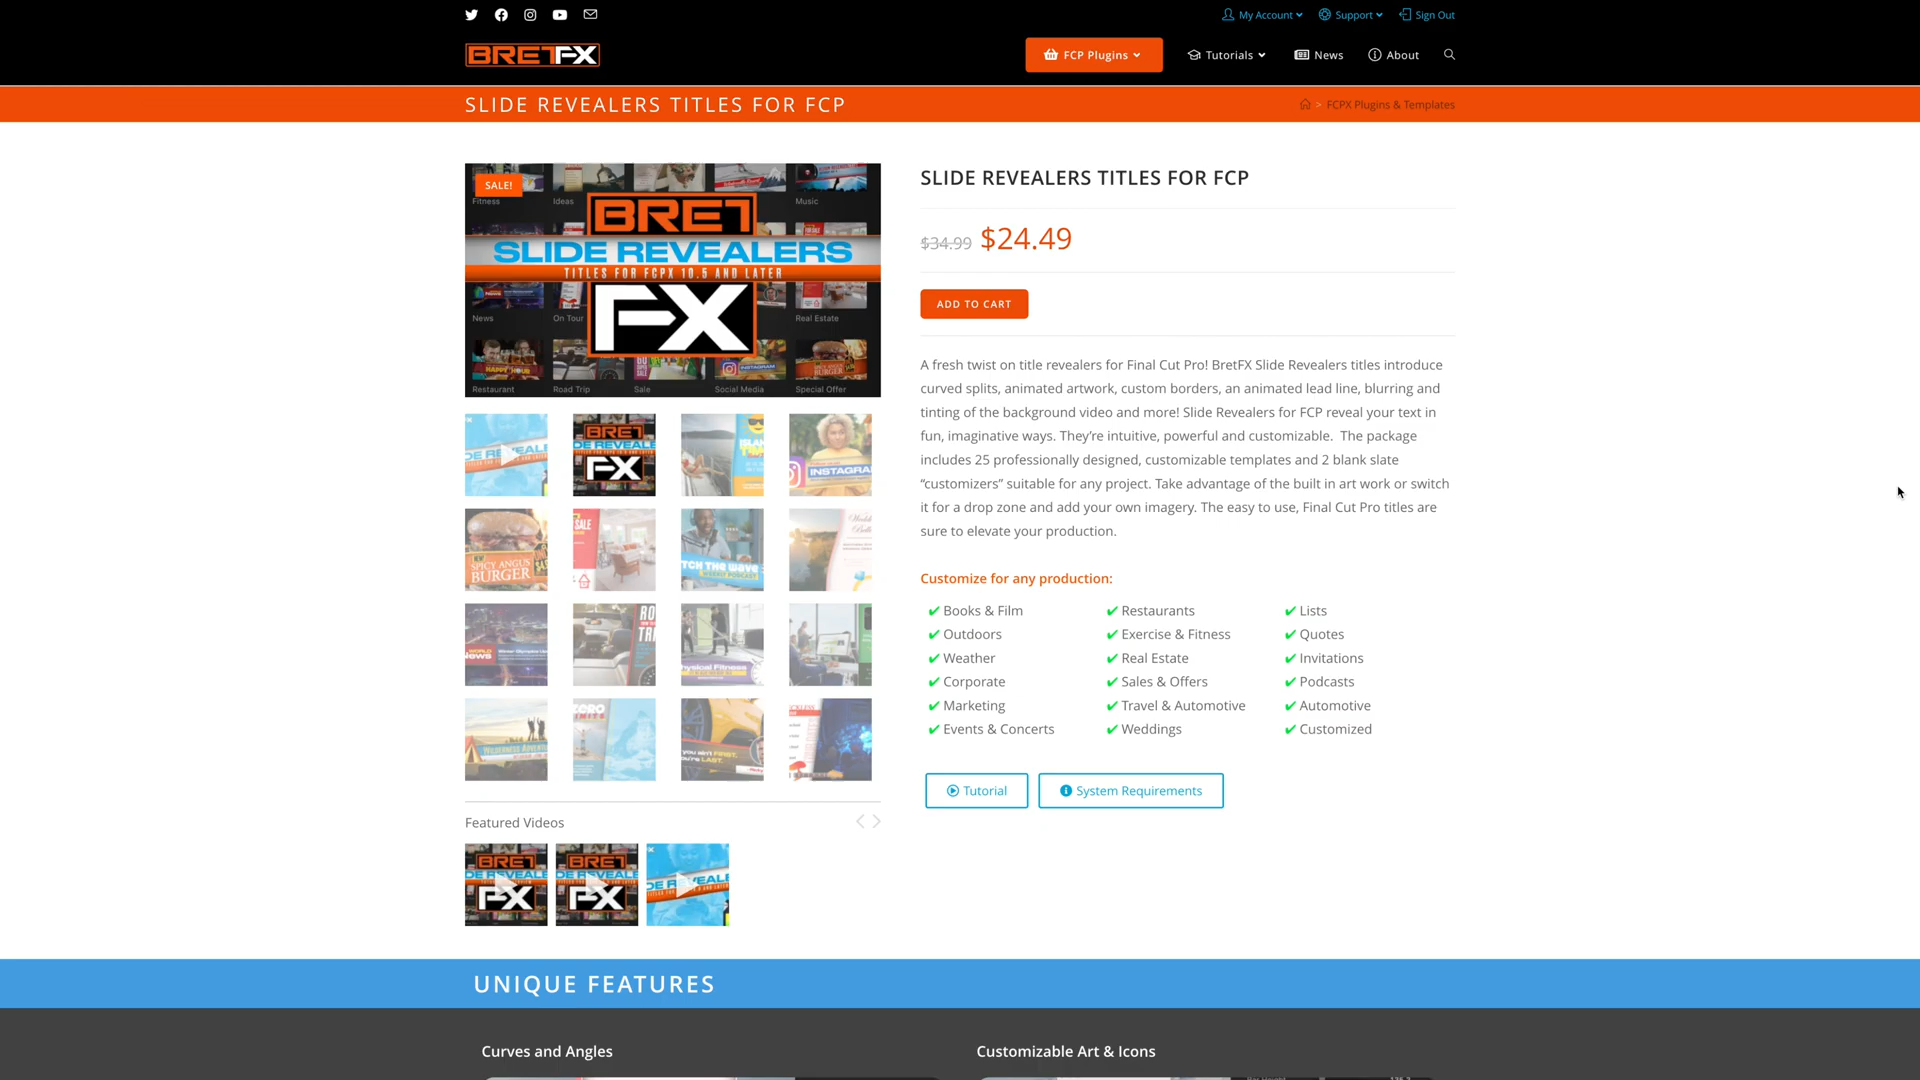 My Account
Support
Sign Out
BRETFX
FCP Plugins
Tutorials
News
About
SLIDE REVEALERS TITLES FOR FCP
> FCPX Plugins & Templates
SALE!
Fitness
Ideas
Music
BRET
SLIDE REVEALERS
TITLES FOR FCPX 10.5 AND LATER
FX
News
On Tour
Real Estate
Restaurant
Road Trip
Sale
Social Media
Special Offer
SLIDE REVEALERS TITLES FOR FCP
$34.99 $24.49
ADD TO CART
A fresh twist on title revealers for Final Cut Pro! BretFX Slide Revealers titles introduce
curved splits, animated artwork, custom borders, an animated lead line, blurring and
tinting of the background video and more! Slide Revealers for FCP reveal your text in
fun, imaginative ways. They’re intuitive, powerful and customizable. The package
includes 25 professionally designed, customizable templates and 2 blank slate
“customizers” suitable for any project. Take advantage of the built in art work or switch
it for a drop zone and add your own imagery. The easy to use, Final Cut Pro titles are
sure to elevate your production.
Customize for any production:
✔ Books & Film
✔ Restaurants
✔ Lists
✔ Outdoors
✔ Exercise & Fitness
✔ Quotes
✔ Weather
✔ Real Estate
✔ Invitations
✔ Corporate
✔ Sales & Offers
✔ Podcasts
✔ Marketing
✔ Travel & Automotive
✔ Automotive
✔ Events & Concerts
✔ Weddings
✔ Customized
Tutorial
System Requirements
Featured Videos
UNIQUE FEATURES
Curves and Angles
Customizable Art & Icons